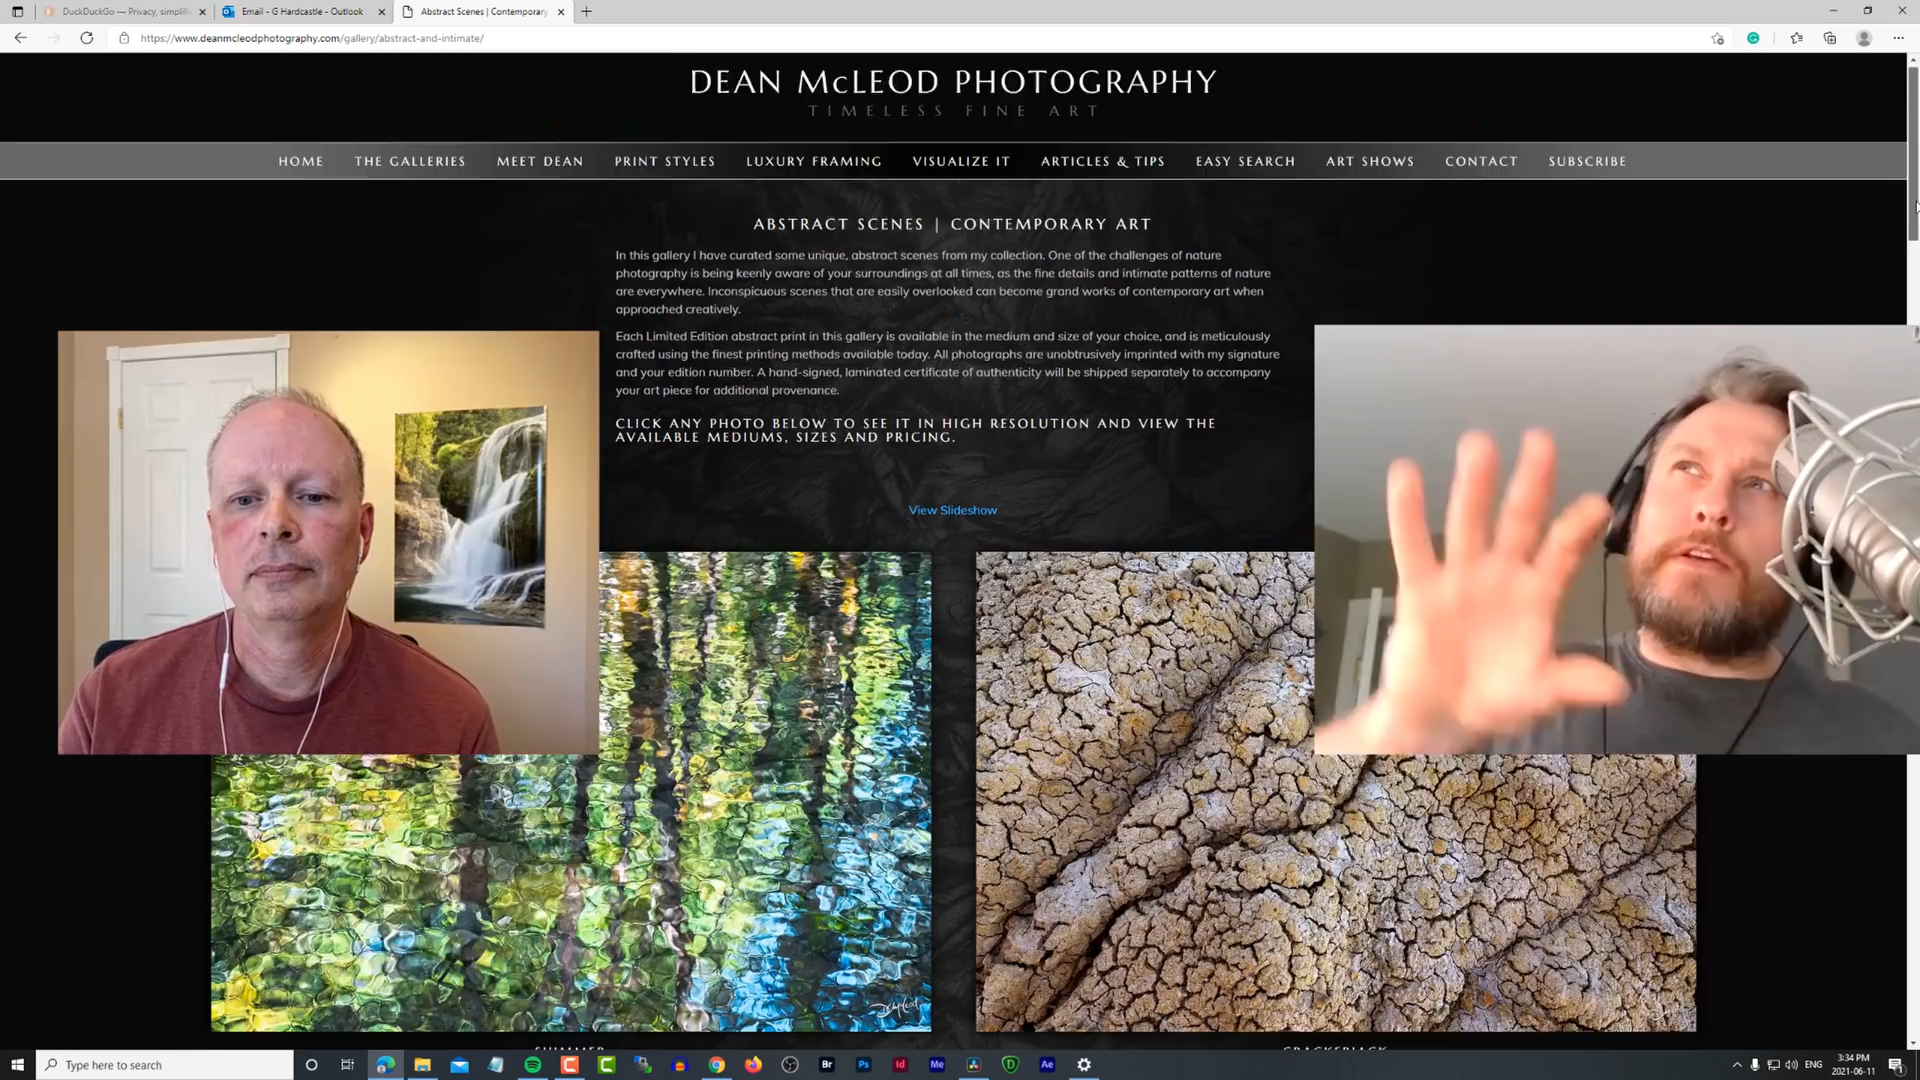 DuckDuckGo — Privacy, simplifi
Email - G Hardcastle - Outlook
Abstract Scenes | Contemporary
https://www.deanmcleodphotography.com/gallery/abstract-and-intimate/
DEAN McLEOD PHOTOGRAPHY
TIMELESS FINE ART
HOME THE GALLERIES MEET DEAN PRINT STYLES LUXURY FRAMING VISUALIZE IT ARTICLES & TIPS EASY SEARCH ART SHOWS CONTACT SUBSCRIBE
ABSTRACT SCENES | CONTEMPORARY ART
In this gallery I have curated some unique, abstract scenes from my collection. One of the challenges of nature
photography is being keenly aware of your surroundings at all times, as the fine details and intimate patterns of nature
are everywhere. Inconspicuous scenes that are easily overlooked can become grand works of contemporary art when
approached creatively.
Each Limited Edition abstract print in this gallery is available in the medium and size of your choice, and is meticulously
crafted using the finest printing methods available today. All photographs are unobtrusively imprinted with my signature
and your edition number. A hand-signed, laminated certificate of authenticity will be shipped separately to accompany
your art piece for additional provenance.
CLICK ANY PHOTO BELOW TO SEE IT IN HIGH RESOLUTION AND VIEW THE
AVAILABLE MEDIUMS, SIZES AND PRICING.
View Slideshow
DCMcLeod
SHIMMER
CRACKERJACK
Type here to search
Br Ps Id Me Ae
ENG
3:34 PM
2021-06-11